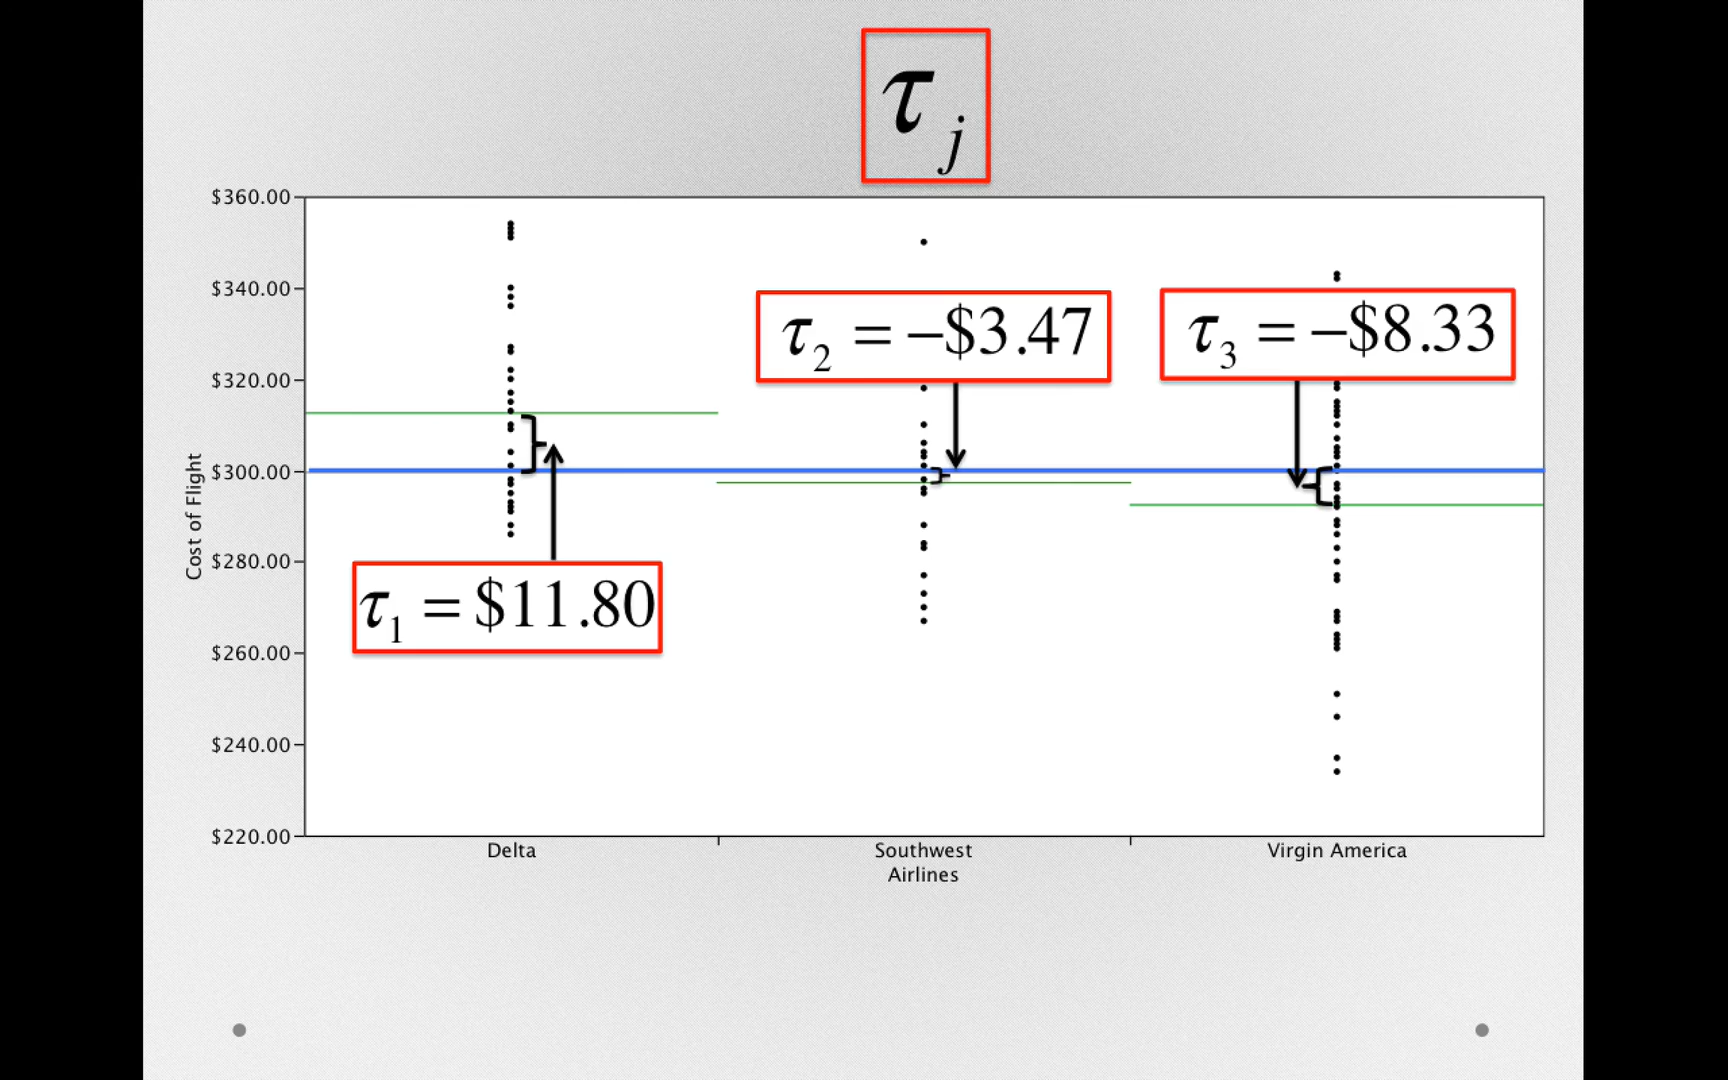 τj
$360.00
$340.00
$320.00
$300.00
$280.00
$260.00
$240.00
$220.00
Cost of Flight
τ1 = $11.80
τ2 = –$3.47
τ3 = –$8.33
Delta
Southwest
Virgin America
Airlines